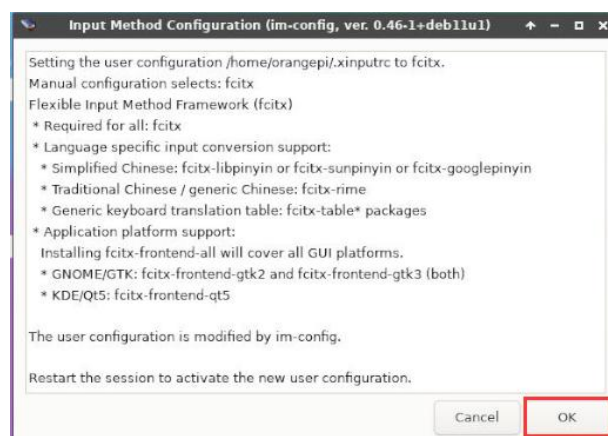 Input Method Configuration (im-config, ver. 0.46-1+deb11u1)
Setting the user configuration /home/orangepi/.xinputrc to fcitx.
Manual configuration selects: fcitx
Flexible Input Method Framework (fcitx)
* Required for all: fcitx
* Language specific input conversion support:
* Simplified Chinese: fcitx-libpinyin or fcitx-sunpinyin or fcitx-googlepinyin
* Traditional Chinese / generic Chinese: fcitx-rime
* Generic keyboard translation table: fcitx-table* packages
* Application platform support:
Installing fcitx-frontend-all will cover all GUI platforms.
* GNOME/GTK: fcitx-frontend-gtk2 and fcitx-frontend-gtk3 (both)
* KDE/Qt5: fcitx-frontend-qt5
The user configuration is modified by im-config.
Restart the session to activate the new user configuration.
Cancel OK